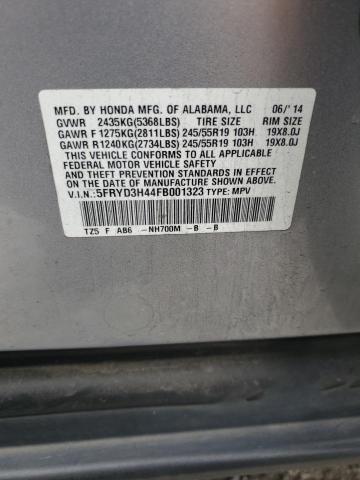 MFD. BY HONDA MFG. OF ALABAMA, LLC 06/'14
GVWR 2435KG(5368LBS) TIRE SIZE RIM SIZE
GAWR F 1275KG(2811LBS) 245/55R19 103H 19X8.0J
GAWR R 1240KG(2734LBS) 245/55R19 103H 19X8.0J
THIS VEHICLE CONFORMS TO ALL APPLICABLE
FEDERAL MOTOR VEHICLE SAFETY, BUMPER, AND
THEFT PREVENTION STANDARDS IN EFFECT ON THE
DATE OF MANUFACTURE SHOWN ABOVE.
V.I.N.:5FRYD3H44FB001323 TYPE: MPV
TZ5 F AB6 -NH700M -B -B